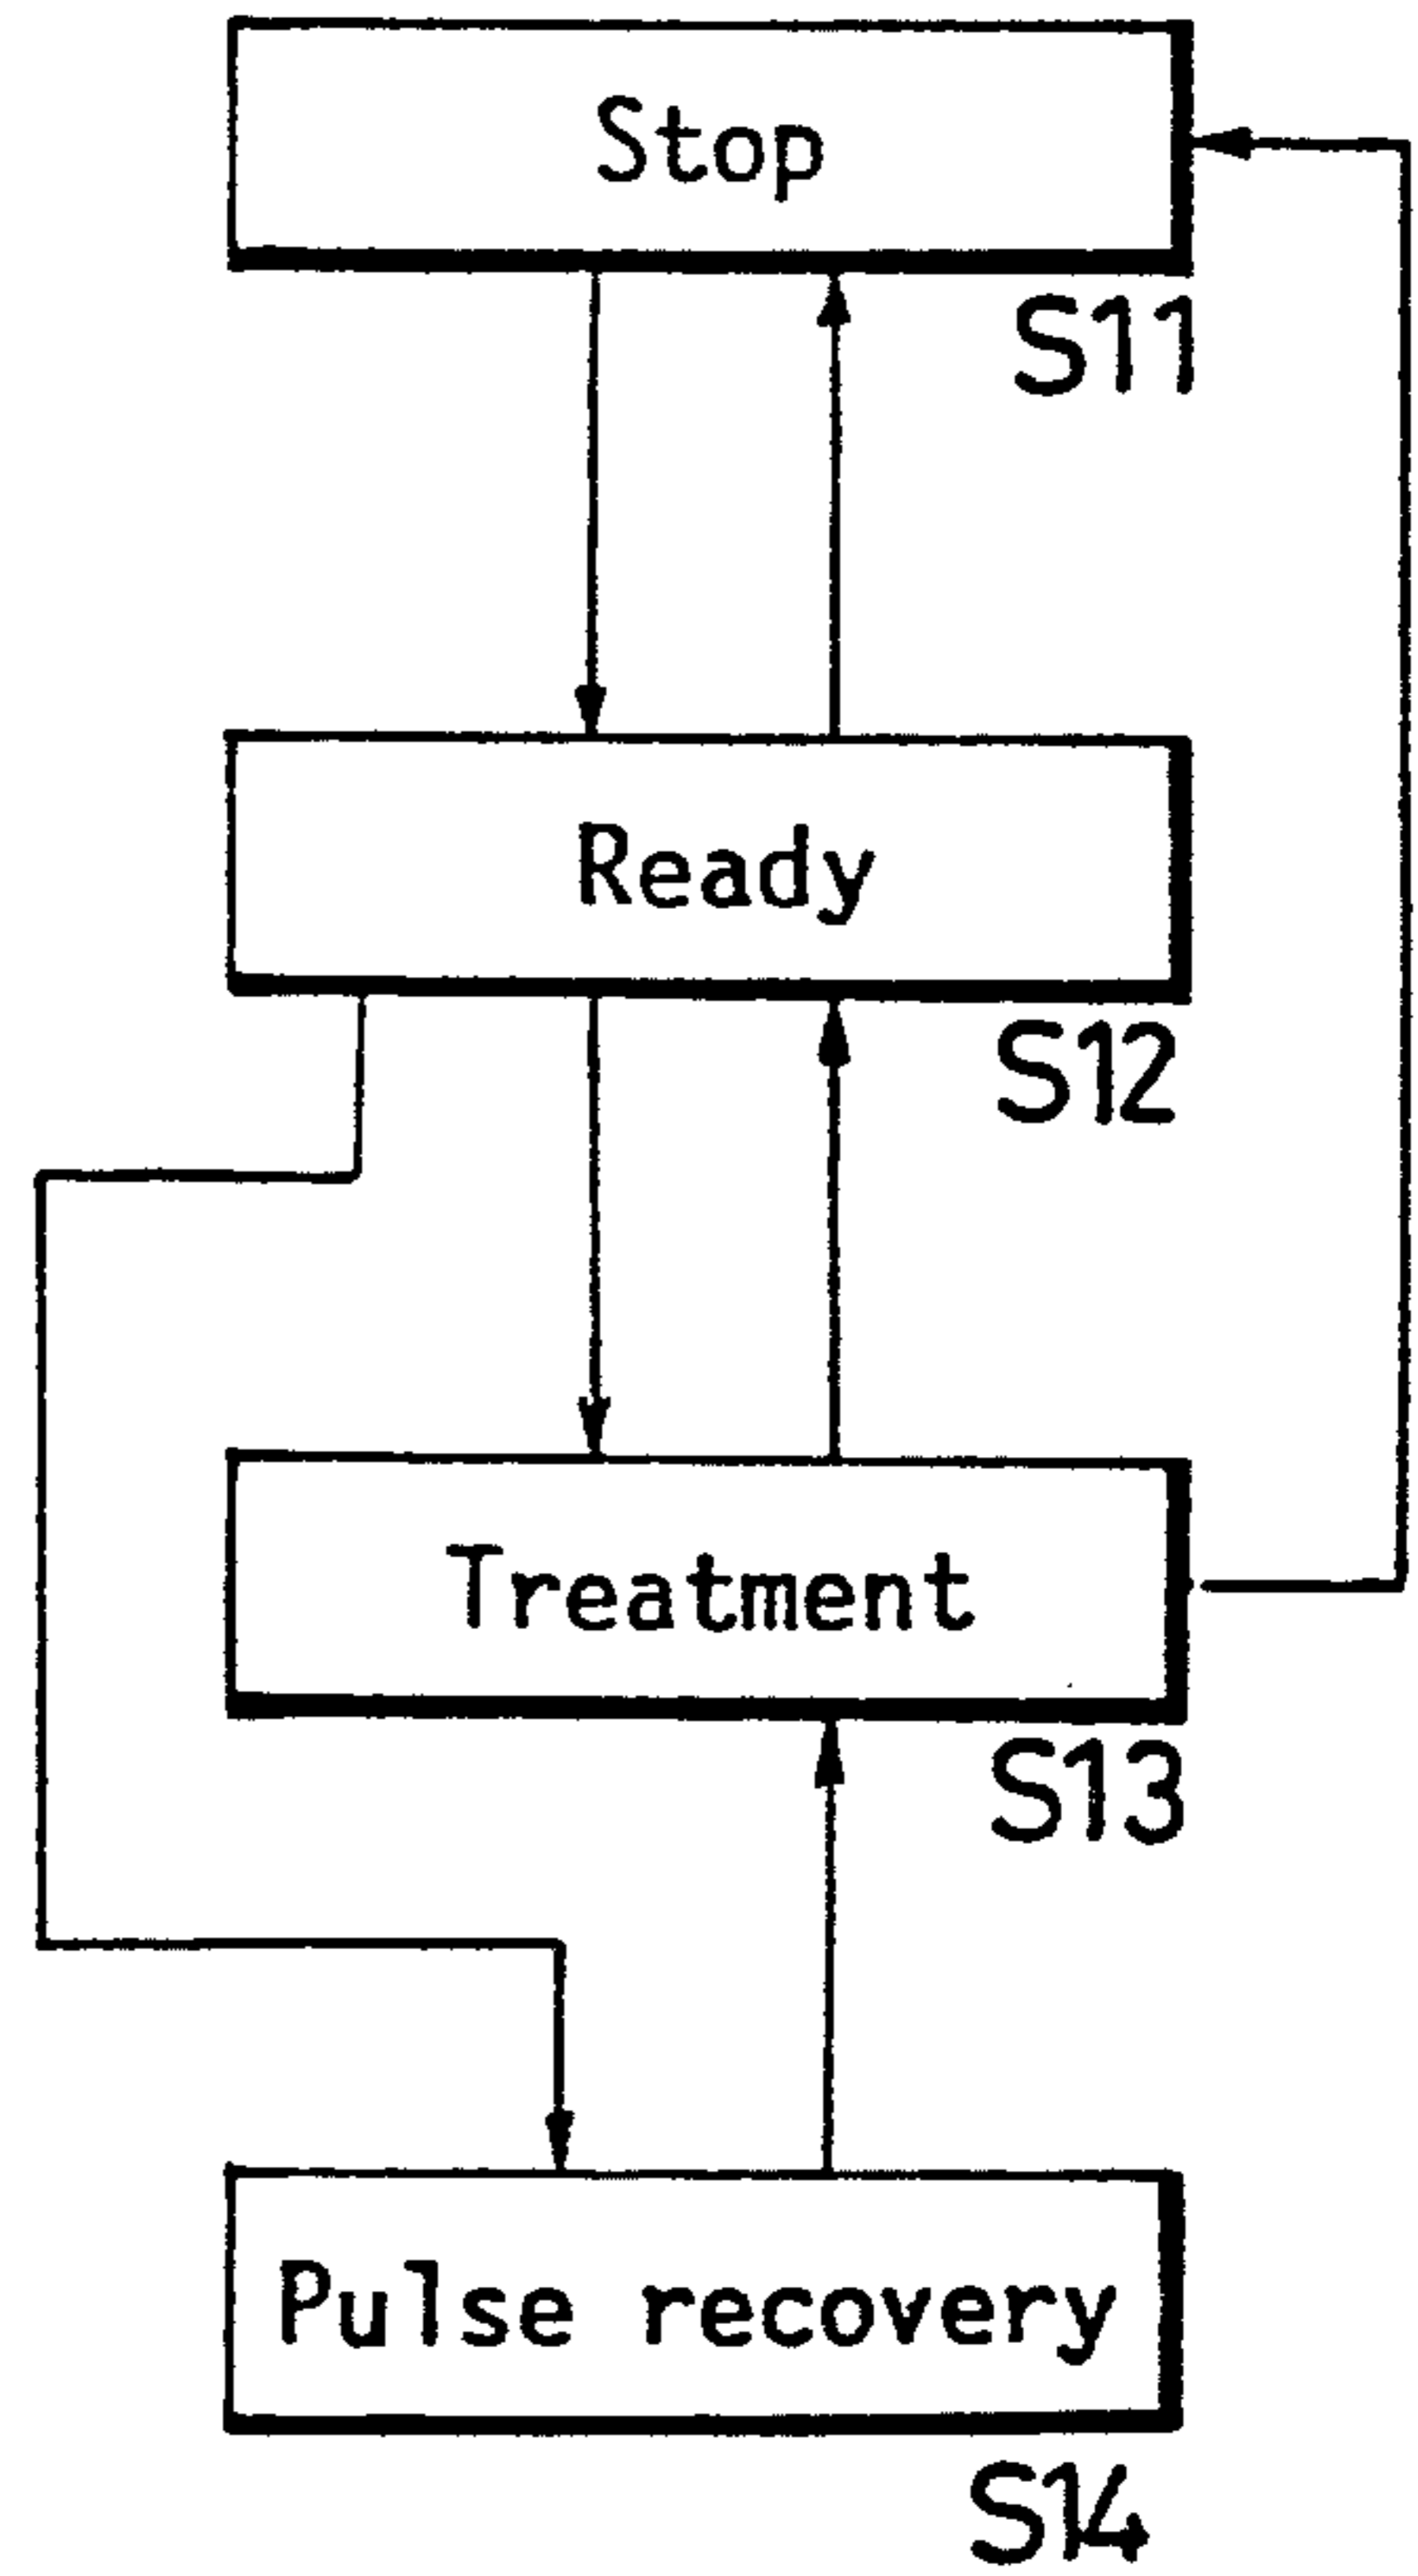 Stop
S11
Ready
S12
Treatment
S13
Pulse recovery
S14